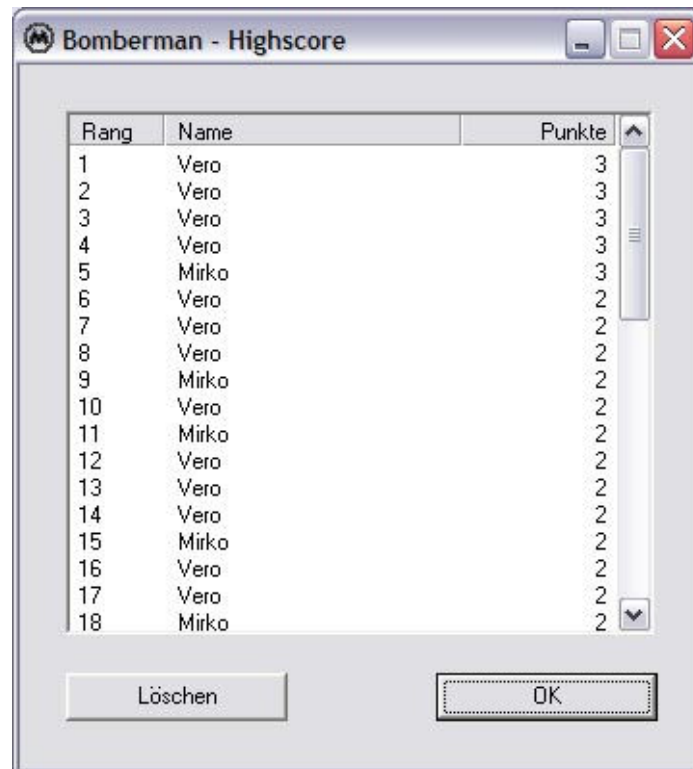 Bomberman - Highscore
Rang Name Punkte
1 Vero 3
2 Vero 3
3 Vero 3
4 Vero 3
5 Mirko 3
6 Vero 2
7 Vero 2
8 Vero 2
9 Mirko 2
10 Vero 2
11 Mirko 2
12 Vero 2
13 Vero 2
14 Vero 2
15 Mirko 2
16 Vero 2
17 Vero 2
18 Mirko 2
Löschen OK